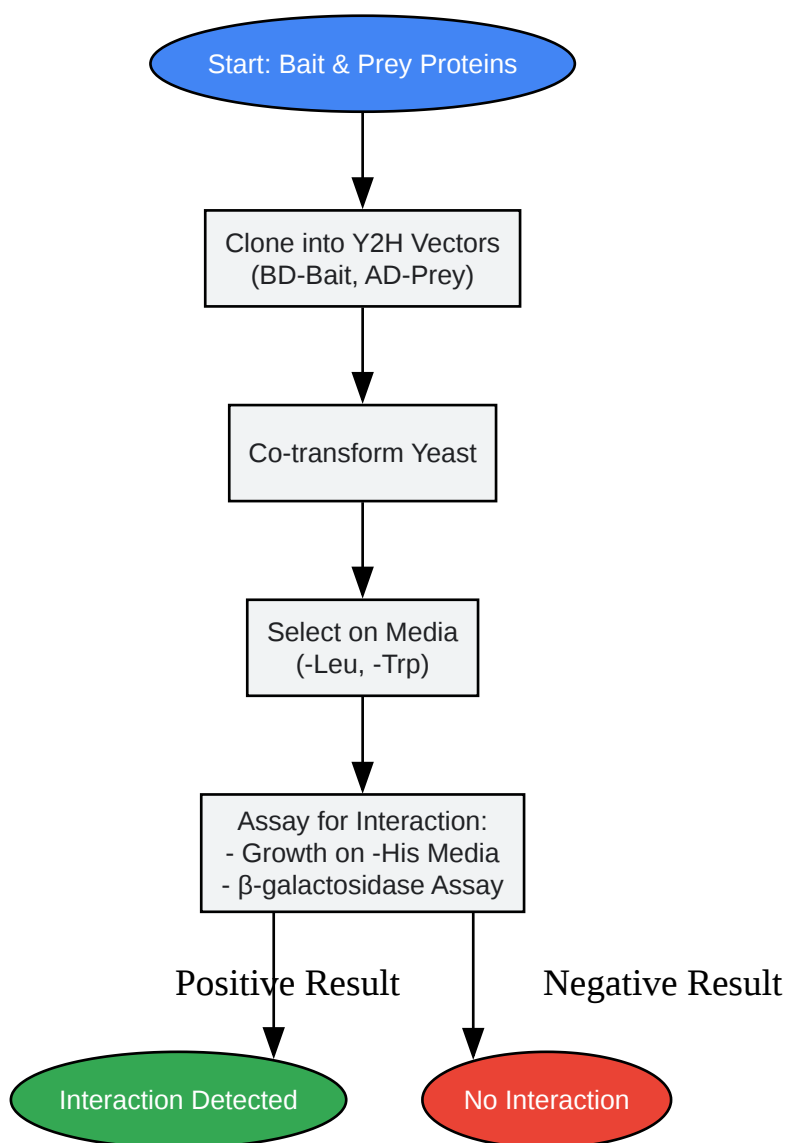 Start: Bait & Prey Proteins
Clone into Y2H Vectors
(BD-Bait, AD-Prey)
Co-transform Yeast
Select on Media
(-Leu, -Trp)
Assay for Interaction:
- Growth on -His Media
- β-galactosidase Assay
Positive Result
Negative Result
Interaction Detected
No Interaction